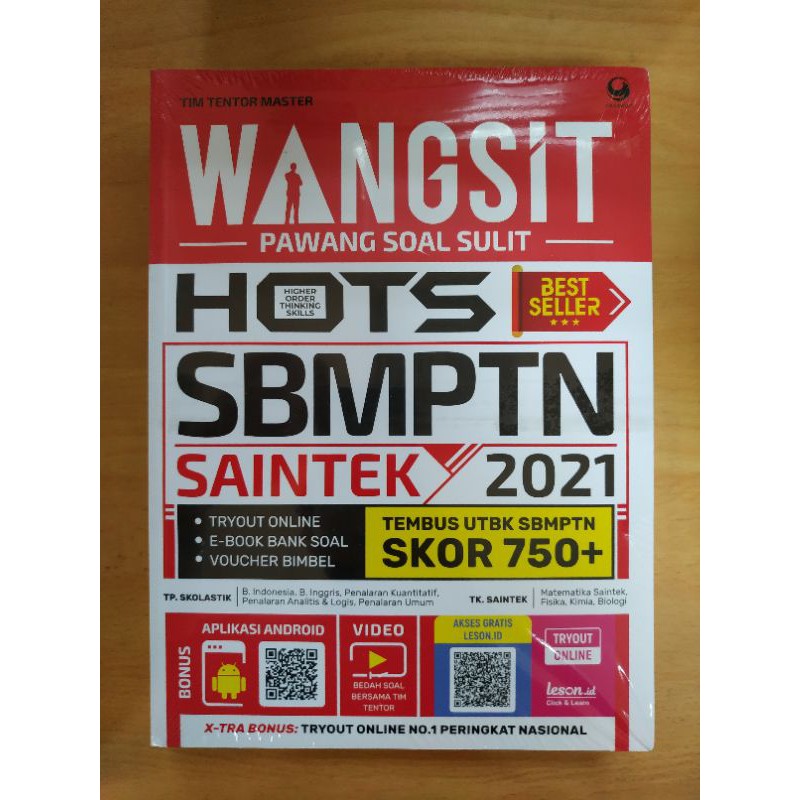 TIM TENTOR MASTER
WANGSIT
PAWANG SOAL SULIT
HOTS
HIGHER
ORDER
THINKING
SKILLS
BEST
SELLER
SBMPTN
SAINTEK 2021
• TRYOUT ONLINE
• E-BOOK BANK SOAL
• VOUCHER BIMBEL
TEMBUS UTBK SBMPTN
SKOR 750+
TP. SKOLASTIK
B. Indonesia, B. Inggris, Penalaran Kuantitatif,
Penalaran Analitis & Logis, Penalaran Umum
TK. SAINTEK
Matematika Saintek,
Fisika, Kimia, Biologi
BONUS
APLIKASI ANDROID
VIDEO
BEDAH SOAL
BERSAMA TIM
TENTOR
AKSES GRATIS
LESON.ID
TRYOUT
ONLINE
leson.id
Click & Learn
X-TRA BONUS: TRYOUT ONLINE NO.1 PERINGKAT NASIONAL